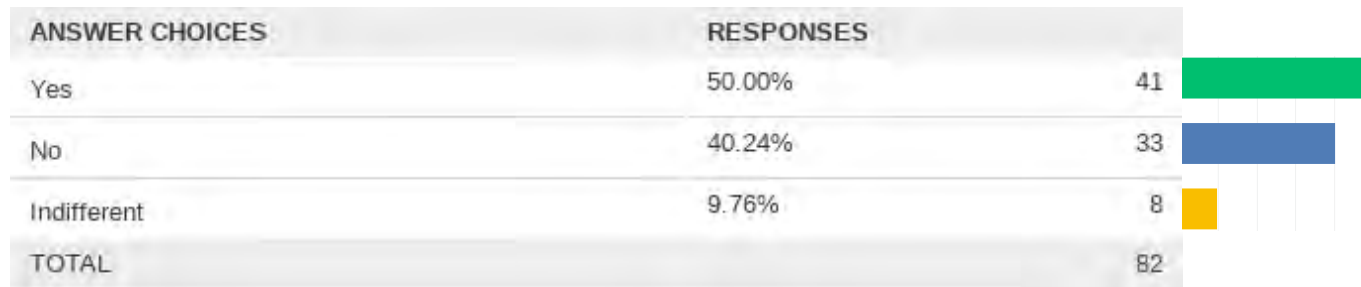 ANSWER CHOICES RESPONSES
Yes 50.00% 41
No 40.24% 33
Indifferent 9.76% 8
TOTAL 82